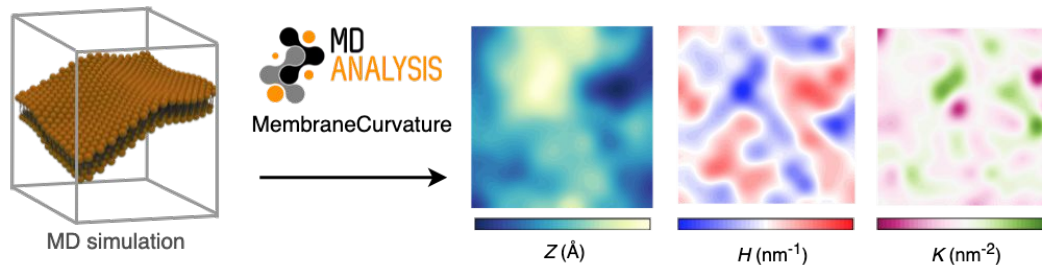 MD
ANALYSIS
MembraneCurvature
MD simulation
Z (Å)
H (nm⁻¹)
K (nm⁻²)